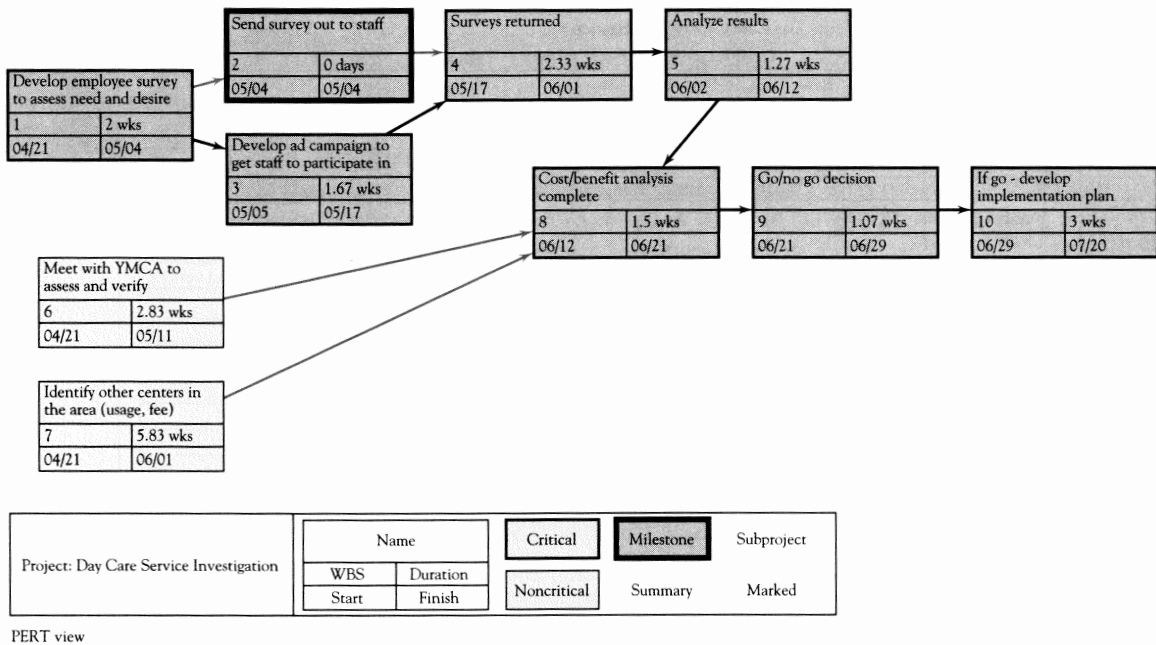 Send survey out to staff
2 0 days
05/04 05/04
Surveys returned
4 2.33 wks
05/17 06/01
Analyze results
5 1.27 wks
06/02 06/12
Develop employee survey
to assess need and desire
1 2 wks
04/21 05/04
Develop ad campaign to
get staff to participate in
3 1.67 wks
05/05 05/17
Cost/benefit analysis
complete
8 1.5 wks
06/12 06/21
Go/no go decision
9 1.07 wks
06/21 06/29
If go - develop
implementation plan
10 3 wks
06/29 07/20
Meet with YMCA to
assess and verify
6 2.83 wks
04/21 05/11
Identify other centers in
the area (usage, fee)
7 5.83 wks
04/21 06/01
Project: Day Care Service Investigation
Name
WBS Duration
Start Finish
Critical Milestone Subproject
Noncritical Summary Marked
PERT view